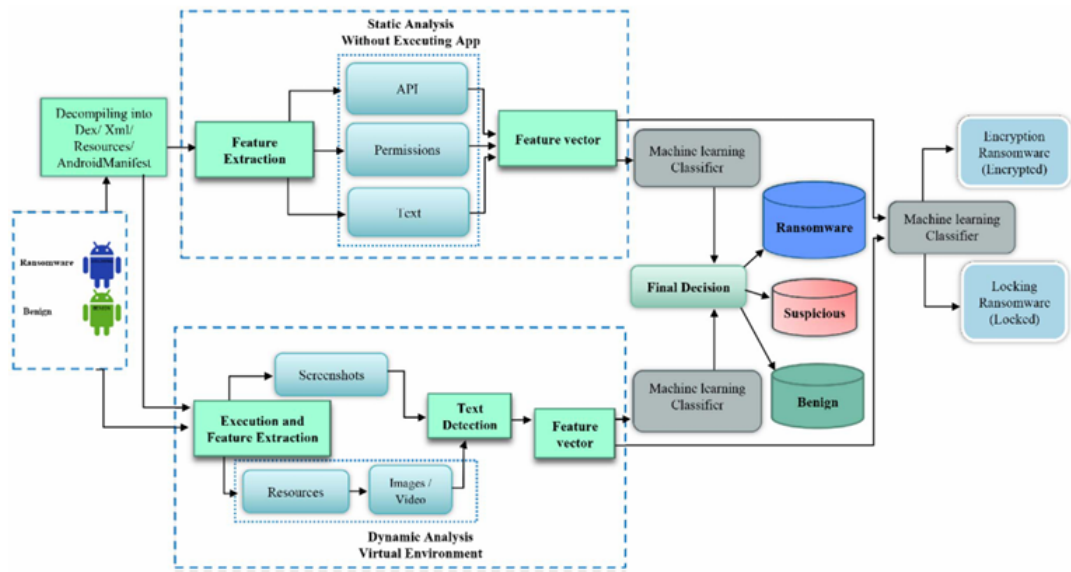 Static Analysis
Without Executing App
Decompiling into
Dex/ Xml/
Resources/
AndroidManifest
Feature
Extraction
API
Permissions
Text
Feature vector
Machine learning
Classifier
Ransomware
Benign
Final Decision
Ransomware
Suspicious
Benign
Machine learning
Classifier
Encryption
Ransomware
(Encrypted)
Locking
Ransomware
(Locked)
Execution and
Feature Extraction
Screenshots
Resources
Images /
Video
Text
Detection
Feature
vector
Machine learning
Classifier
Dynamic Analysis
Virtual Environment